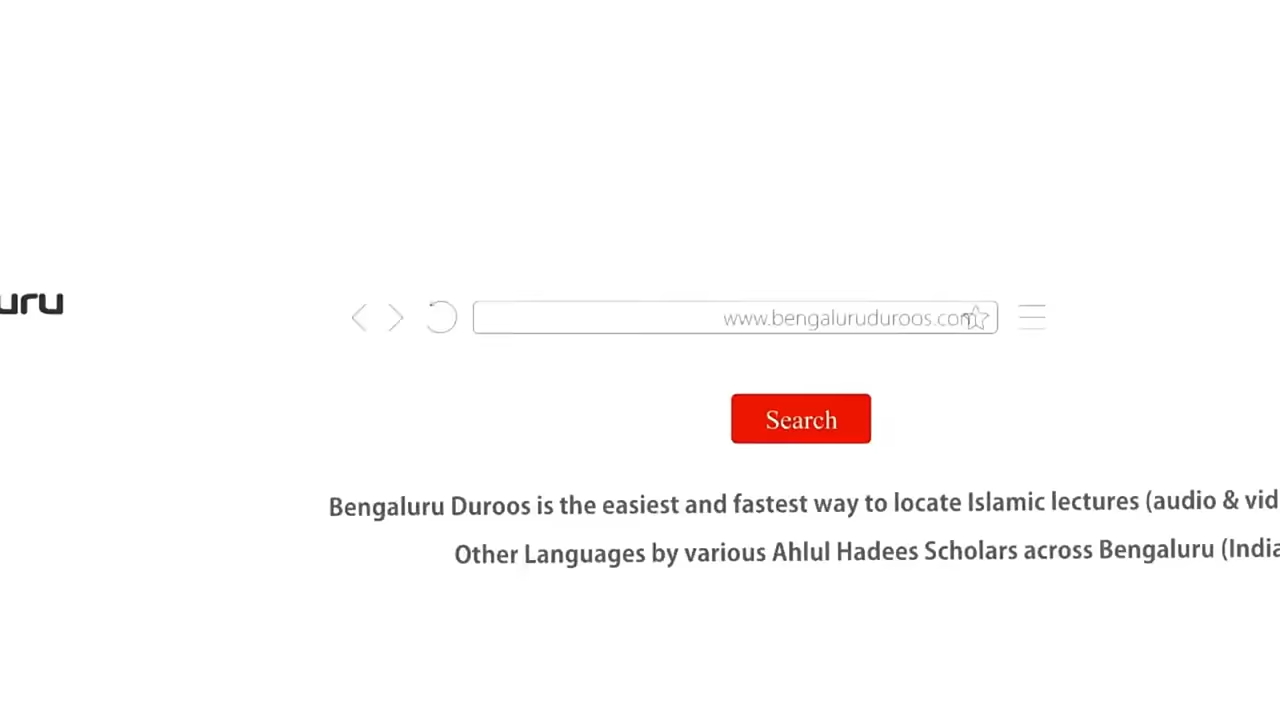 uru
www.bengaluruduroos.com
Search
Bengaluru Duroos is the easiest and fastest way to locate Islamic lectures (audio & vid
Other Languages by various Ahlul Hadees Scholars across Bengaluru (India